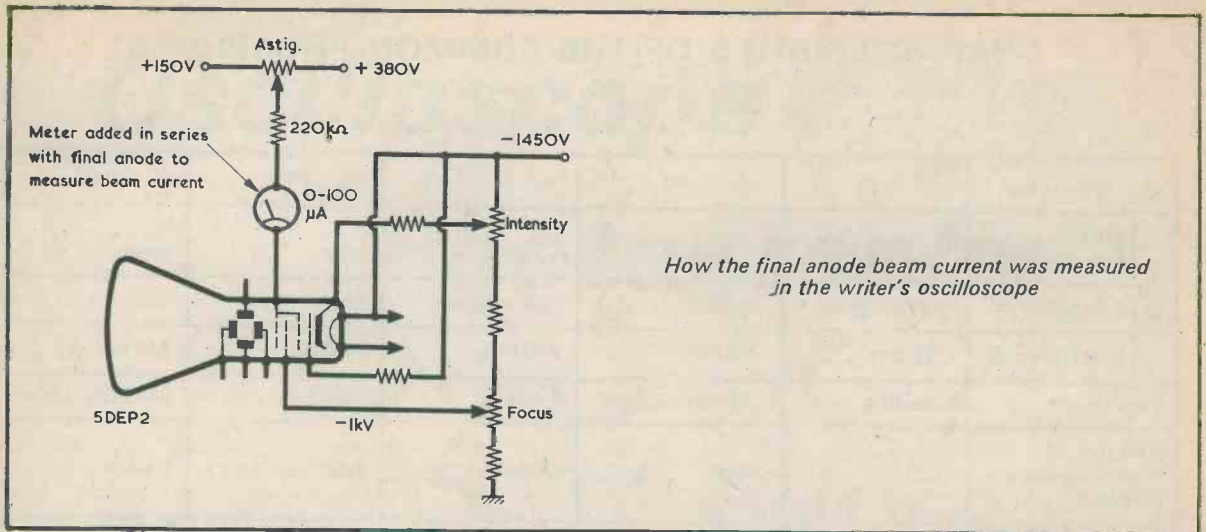 Astig.
+150V
+ 380V
220kΩ
Meter added in series
with final anode to
measure beam current
0-100
µA
-1450V
Intensity
How the final anode beam current was measured
in the writer's oscilloscope
5DEP2
-1kV
Focus